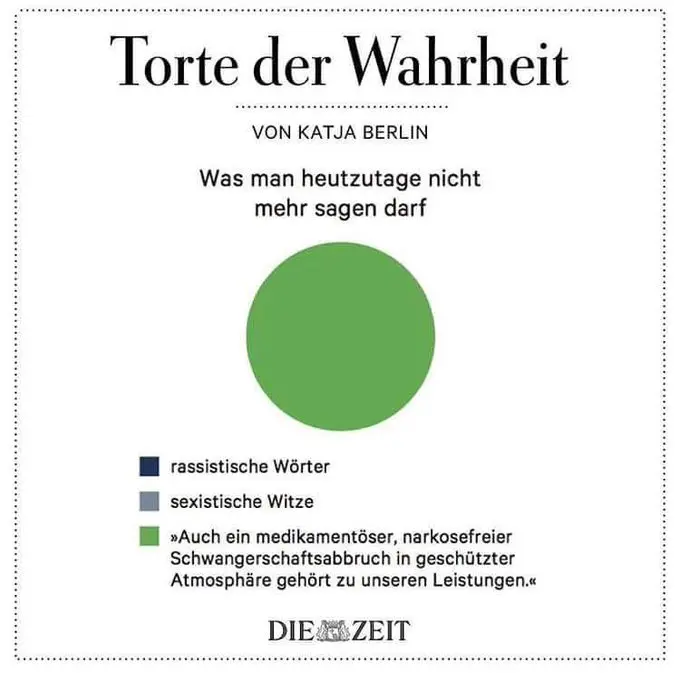 Torte der Wahrheit
VON KATJA BERLIN
Was man heutzutage nicht
mehr sagen darf
rassistische Wörter
sexistische Witze
»Auch ein medikamentöser, narkosefreier
Schwangerschaftsabbruch in geschützter
Atmosphäre gehört zu unseren Leistungen.«
DIE ZEIT